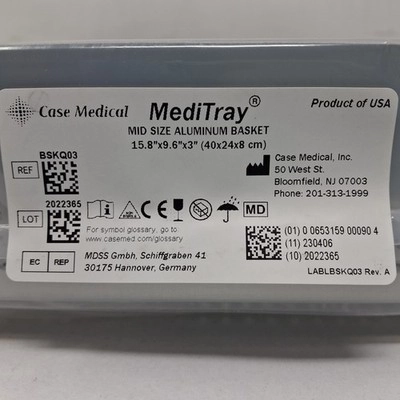 Case Medical
MediTray®
Product of USA
MID SIZE ALUMINUM BASKET
15.8"x9.6"x3" (40x24x8 cm)
REF
BSKQ03
Case Medical, Inc.
50 West St.
Bloomfield, NJ 07003
Phone: 201-313-1999
LOT
2022365
For symbol glossary, go to
www.casemed.com/glossary
MD
(01) 0 0653159 00090 4
(11) 230406
(10) 2022365
EC REP
MDSS Gmbh, Schiffgraben 41
30175 Hannover, Germany
LABLBSKQ03 Rev. A